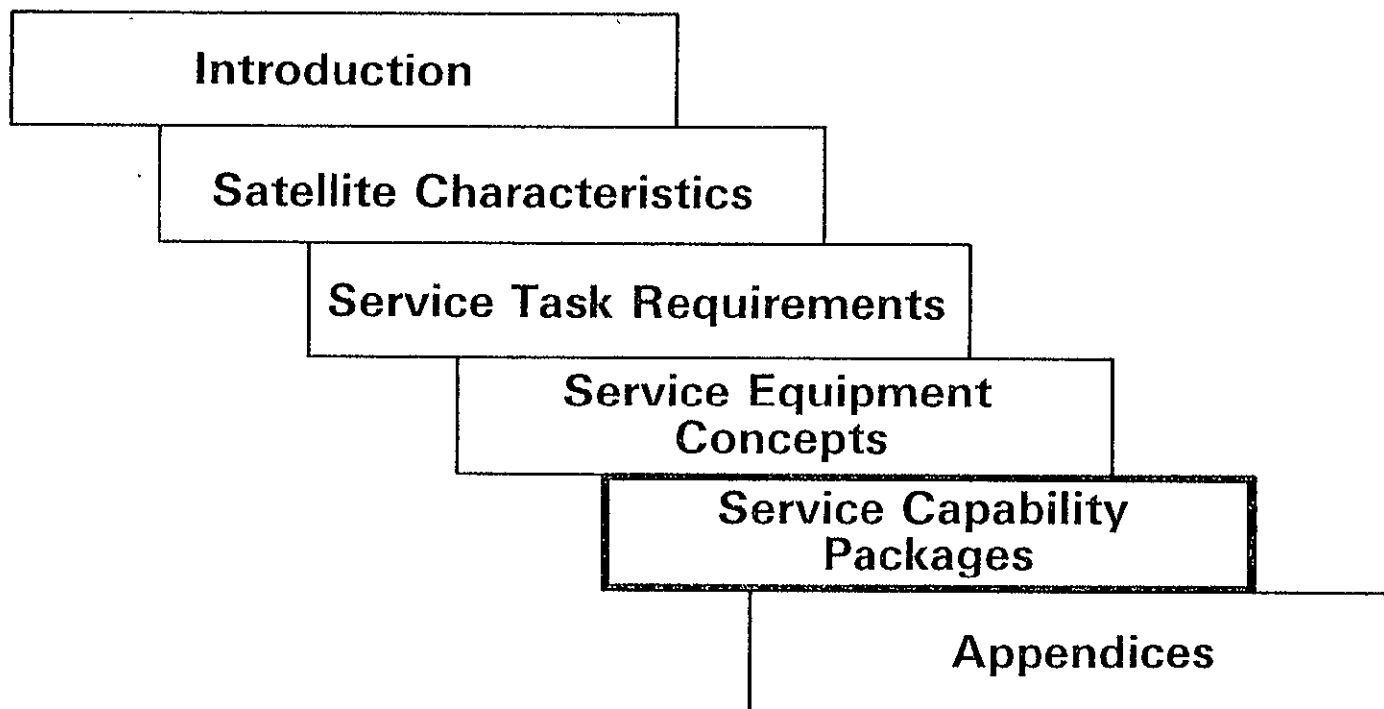 Introduction
Satellite Characteristics
Service Task Requirements
Service Equipment
Concepts
Service Capability
Packages
Appendices